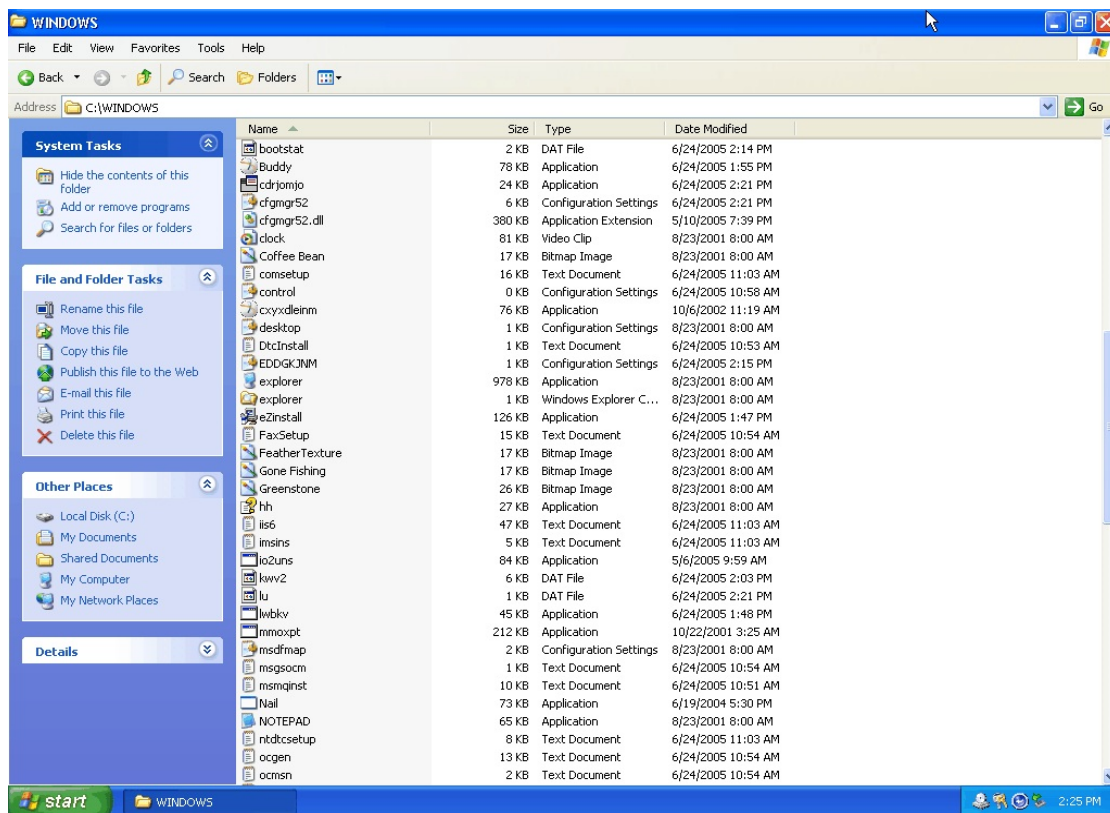 WINDOWS
File Edit View Favorites Tools Help
Back Search Folders
Address C:\WINDOWS Go
System Tasks
Hide the contents of this
folder
Add or remove programs
Search for files or folders
File and Folder Tasks
Rename this file
Move this file
Copy this file
Publish this file to the Web
E-mail this file
Print this file
Delete this file
Other Places
Local Disk (C:)
My Documents
Shared Documents
My Computer
My Network Places
Details
Name Size Type Date Modified
bootstat 2 KB DAT File 6/24/2005 2:14 PM
Buddy 78 KB Application 6/24/2005 1:55 PM
cdrjomjo 24 KB Application 6/24/2005 2:21 PM
cfgmgr52 6 KB Configuration Settings 6/24/2005 2:21 PM
cfgmgr52.dll 380 KB Application Extension 5/10/2005 7:39 PM
clock 81 KB Video Clip 8/23/2001 8:00 AM
Coffee Bean 17 KB Bitmap Image 8/23/2001 8:00 AM
comsetup 16 KB Text Document 6/24/2005 11:03 AM
control 0 KB Configuration Settings 6/24/2005 10:58 AM
cxyxdleinm 76 KB Application 10/6/2002 11:19 AM
desktop 1 KB Configuration Settings 8/23/2001 8:00 AM
DtcInstall 1 KB Text Document 6/24/2005 10:53 AM
EDDGKJNM 1 KB Configuration Settings 6/24/2005 2:15 PM
explorer 978 KB Application 8/23/2001 8:00 AM
explorer 1 KB Windows Explorer C... 8/23/2001 8:00 AM
eZinstall 126 KB Application 6/24/2005 1:47 PM
FaxSetup 15 KB Text Document 6/24/2005 10:54 AM
FeatherTexture 17 KB Bitmap Image 8/23/2001 8:00 AM
Gone Fishing 17 KB Bitmap Image 8/23/2001 8:00 AM
Greenstone 26 KB Bitmap Image 8/23/2001 8:00 AM
hh 27 KB Application 8/23/2001 8:00 AM
iis6 47 KB Text Document 6/24/2005 11:03 AM
imsins 5 KB Text Document 6/24/2005 11:03 AM
io2uns 84 KB Application 5/6/2005 9:59 AM
kwv2 6 KB DAT File 6/24/2005 2:03 PM
lu 1 KB DAT File 6/24/2005 2:21 PM
lwbkv 45 KB Application 6/24/2005 1:48 PM
mmoxpt 212 KB Application 10/22/2001 3:25 AM
msdfmap 2 KB Configuration Settings 8/23/2001 8:00 AM
msgsocm 1 KB Text Document 6/24/2005 10:54 AM
msmqinst 10 KB Text Document 6/24/2005 10:51 AM
Nail 73 KB Application 6/19/2004 5:30 PM
NOTEPAD 65 KB Application 8/23/2001 8:00 AM
ntdtcsetup 8 KB Text Document 6/24/2005 11:03 AM
ocgen 13 KB Text Document 6/24/2005 10:54 AM
ocmsn 2 KB Text Document 6/24/2005 10:54 AM
start WINDOWS 2:25 PM